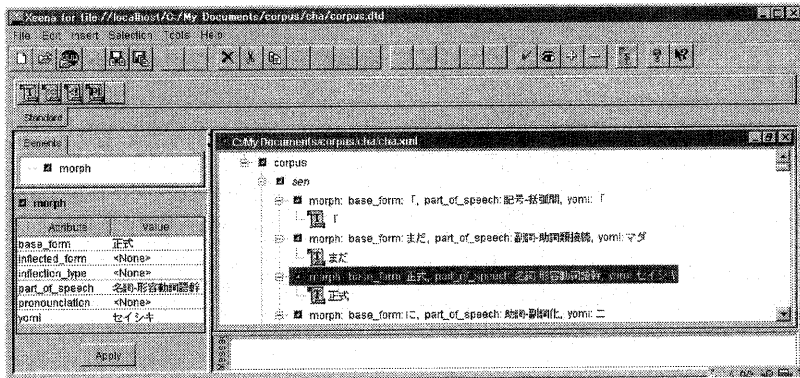 Xeena for file://localhost/C:/My Documents/corpus/cha/corpus.dtd
File Edit Insert Selection Tools Help
Standard
Elements
morph
morph
Attribute Value
base_form 正式
inflected_form <None>
inflection_type <None>
part_of_speech 名詞-形容動詞語幹
pronounciation <None>
yomi セイシキ
Apply
C:\My Documents\corpus\cha\cha.xml
corpus
sen
morph: base_form: 「, part_of_speech: 記号-括弧開, yomi: 「
「
morph: base_form: まだ, part_of_speech: 副詞-助詞類接続, yomi: マダ
まだ
morph: base_form: 正式, part_of_speech: 名詞-形容動詞語幹, yomi: セイシキ
正式
morph: base_form: に, part_of_speech: 助詞-副詞化, yomi: ニ
Messag